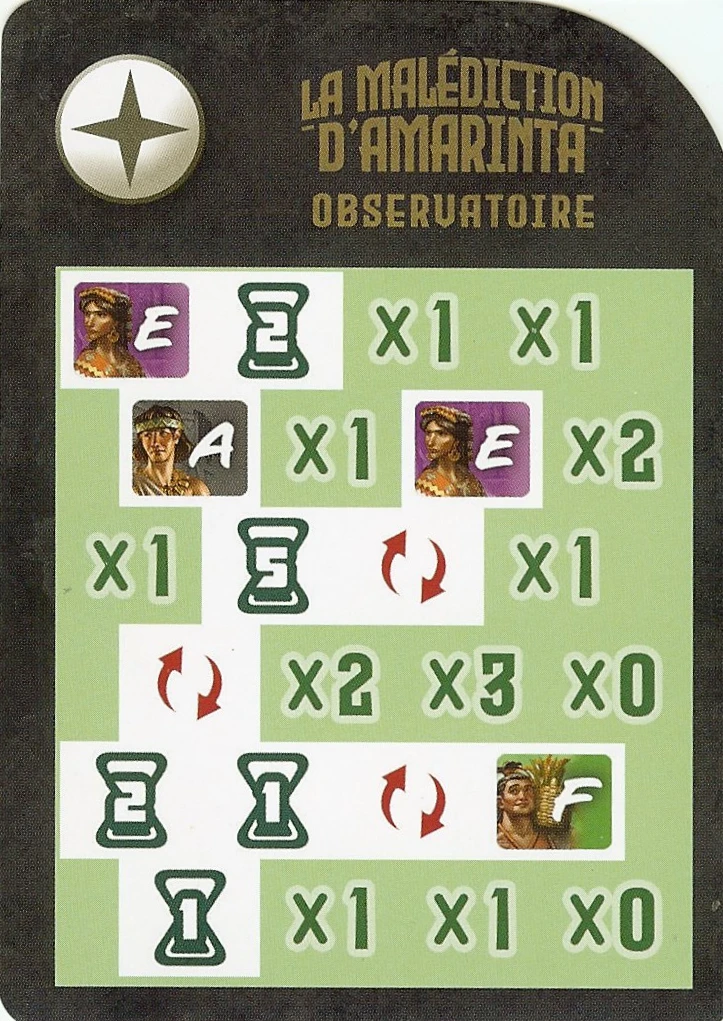 LA MALÉDICTION
D'AMARINTA
OBSERVATOIRE
E 2 x1 x1
A x1 E x2
x1 5 x1
x2 x3 x0
2 1 F
1 x1 x1 x0